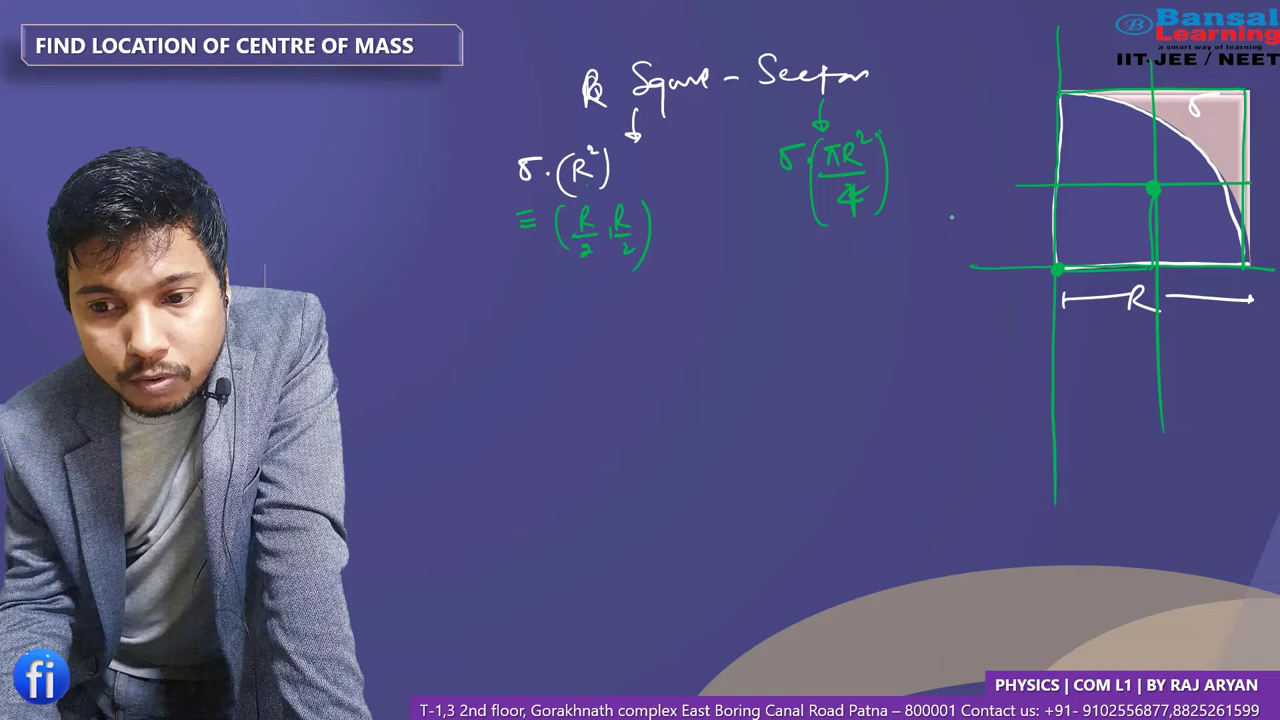 FIND LOCATION OF CENTRE OF MASS
Bansal
Learning
a smart way of learning
IIT-JEE / NEET
R Square - Sector
σ·(R²)
σ·(πR²/4)
≡ (R/2, R/2)
σ
R
fi
PHYSICS | COM L1 | BY RAJ ARYAN
T-1,3 2nd floor, Gorakhnath complex East Boring Canal Road Patna – 800001 Contact us: +91- 9102556877,8825261599